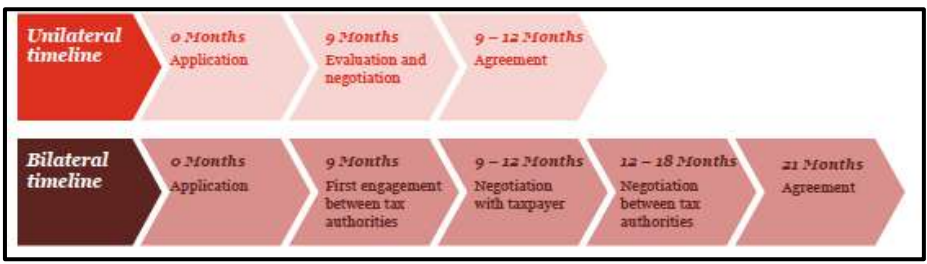 Unilateral
timeline
0 Months
Application
9 Months
Evaluation and
negotiation
9 – 12 Months
Agreement
Bilateral
timeline
0 Months
Application
9 Months
First engagement
between tax
authorities
9 – 12 Months
Negotiation
with taxpayer
12 – 18 Months
Negotiation
between tax
authorities
21 Months
Agreement